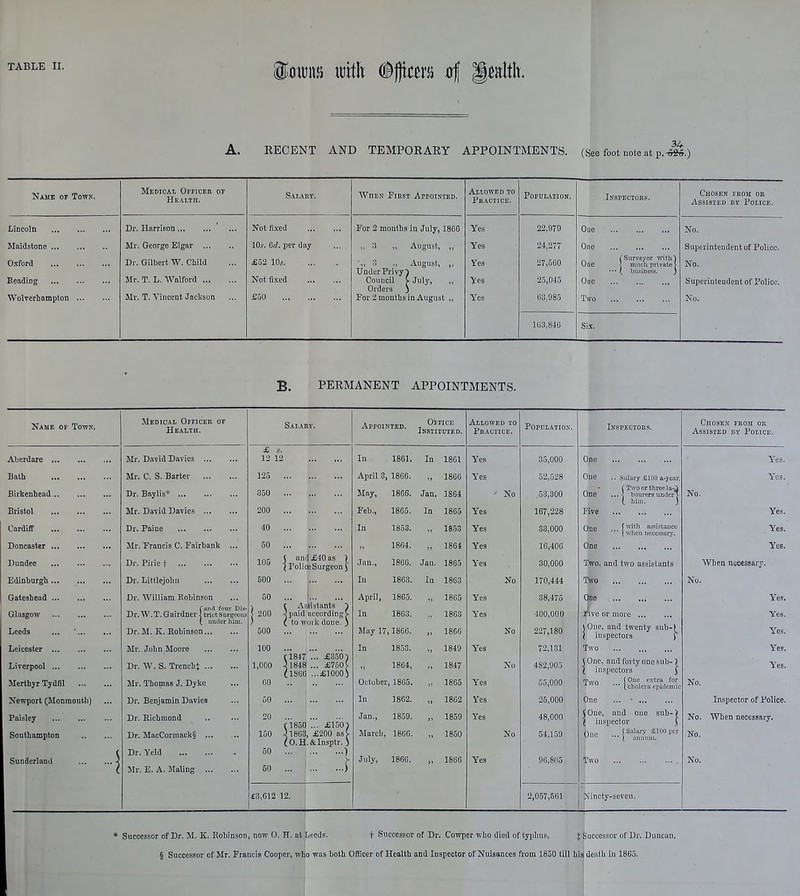 TABLE II.
Towns with Officers of Health.
A. RECENT AND TEMPORARY APPOINTMENTS. (See foot note at p. 34
NAME OF TOWN. MEDICAL OFFICER OF HEALTH. SALARY. WHEN FIRST APPOINTED. ALLOWED TO PRACTICE. POPULATION. INSPECTORS. CHOSEN FROM OR ASSISTED BY POLICE.
Lincoln Dr. Harrison ... Not fixed For 2 months in July, 1866 Yes 22,979 One No.
Maidstone Mr. George Elgar 10s. 6d. per day „ 3 „ August, „ Yes 24,277 One Superintendent of Police.
Oxford Dr. Gilbert W. Child £52 10s. „ 3 „ August, „ Yes 27,560 One { Surveyor with much private business. } No.
Reading Mr. T. L. Walford Not fixed Under Privy Council Orders } July, „ Yes 25,045 One Superintendent of Police.
Wolverhampton Mr. T. Vincent Jackson £50 For 2 months in August „ Yes 63,985 Two No.
163,846 Six.
B. PERMANENT APPOINTMENTS.
NAME OF TOWN. MEDICAL OFFICER OF HEALTH. SALARY. APPOINTED. OFFICE INSTITUTED. ALLOWED TO PRACTICE. POPULATION. INSPECTORS. CHOSEN FROM OR ASSISTED BY POLICE.
£ s.
Aberdare Mr. David Davies 12 12 In 1861. In 1861 Yes 35,000 One Yes.
Bath Mr. C. S. Barter 125 April 3, 1866. „ 1866 Yes 52,528 One .. Salary £100 a-year. Yes.
Birkenhead Dr. Baylis* 350 May, 1866. Jan. 1864 No 53,300 One { Two or three labourers under him. } No.
Bristol Mr. David Davies 200 Feb., 1865. In 1865 Yes 167,228 Five Yes.
Cardiff Dr. Paine 40 In 1853. „ 1853 Yes 33,000 One { with assistance when necessary. Yes.
Doncaster Mr. Francis C. Fairbank ... 50 „ 1864. „ 1864 Yes 16,406 One Yes.
Dundee Dr. Pirie † 105 { and £40 as Police Surgeon } Jan., 1866. Jan. 1865 Yes 30,000 Two, and two assistants When necessary.
Edinburgh Dr. Littlejohn 500 In 1863. In 1863 No 170,444 Two No.
Gateshead Dr. William Robinson 50 April, 1865. „ 1865 Yes 38,475 One Yes.
Glasgow Dr. W. T. Gairdner { and four District Surgeons under him. } 200 { Assistants paid according to work done. } In 1863. „ 1863 Yes 400,000 Five or more Yes.
Leeds Dr. M. K. Robinson 500 May 17, 1866. „ 1866 No 227,180 { One, and twenty sub-inspectors } Yes.
Leicester Mr. John Moore 100 In 1853. „ 1849 Yes 72,131 Two Yes.
Liverpool Dr. W. S. Trench‡ 1,000 { 1847 ... £350 1848 ... £750 1866 ... £1000 } „ 1864, „ 1847 No 482,905 { One, and forty one sub-inspectors } Yes.
Merthyr Tydfil Mr. Thomas J. Dyke 60 October, 1865. „ 1865 Yes 55,000 Two { One extra for cholera epidemic No.
Newport (Monmouth) Dr. Benjamin Davies 50 In 1862. „ 1862 Yes 25,000 One Inspector of Police.
Paisley Dr. Richmond 20 Jan., 1859. „ 1859 Yes 48,000 { One, and one sub-inspector } No. When necessary.
Southampton Dr. MacCormack§ 150 { 1850 ... £150 1863, £200 as O.H. & Insptr. } March, 1866. „ 1850 No 54,159 One { Salary £100 per annum. No.
Sunderland { Dr. Yeld 50 Mr. E. A. Maling 50 } July, 1866. „ 1866 Yes 96,805 Two No.
£3,612 12. 2,057,561 Ninety-seven.
* Successor of Dr. M. K. Robinson, now O. H. at Leeds. † Successor of Dr. Cowper who died of typhus, ‡ Successor of Dr. Duncan.
§ Successor of Mr. Francis Cooper, who was both Officer of Health and Inspector of Nuisances from 1850 till his death in 1865.